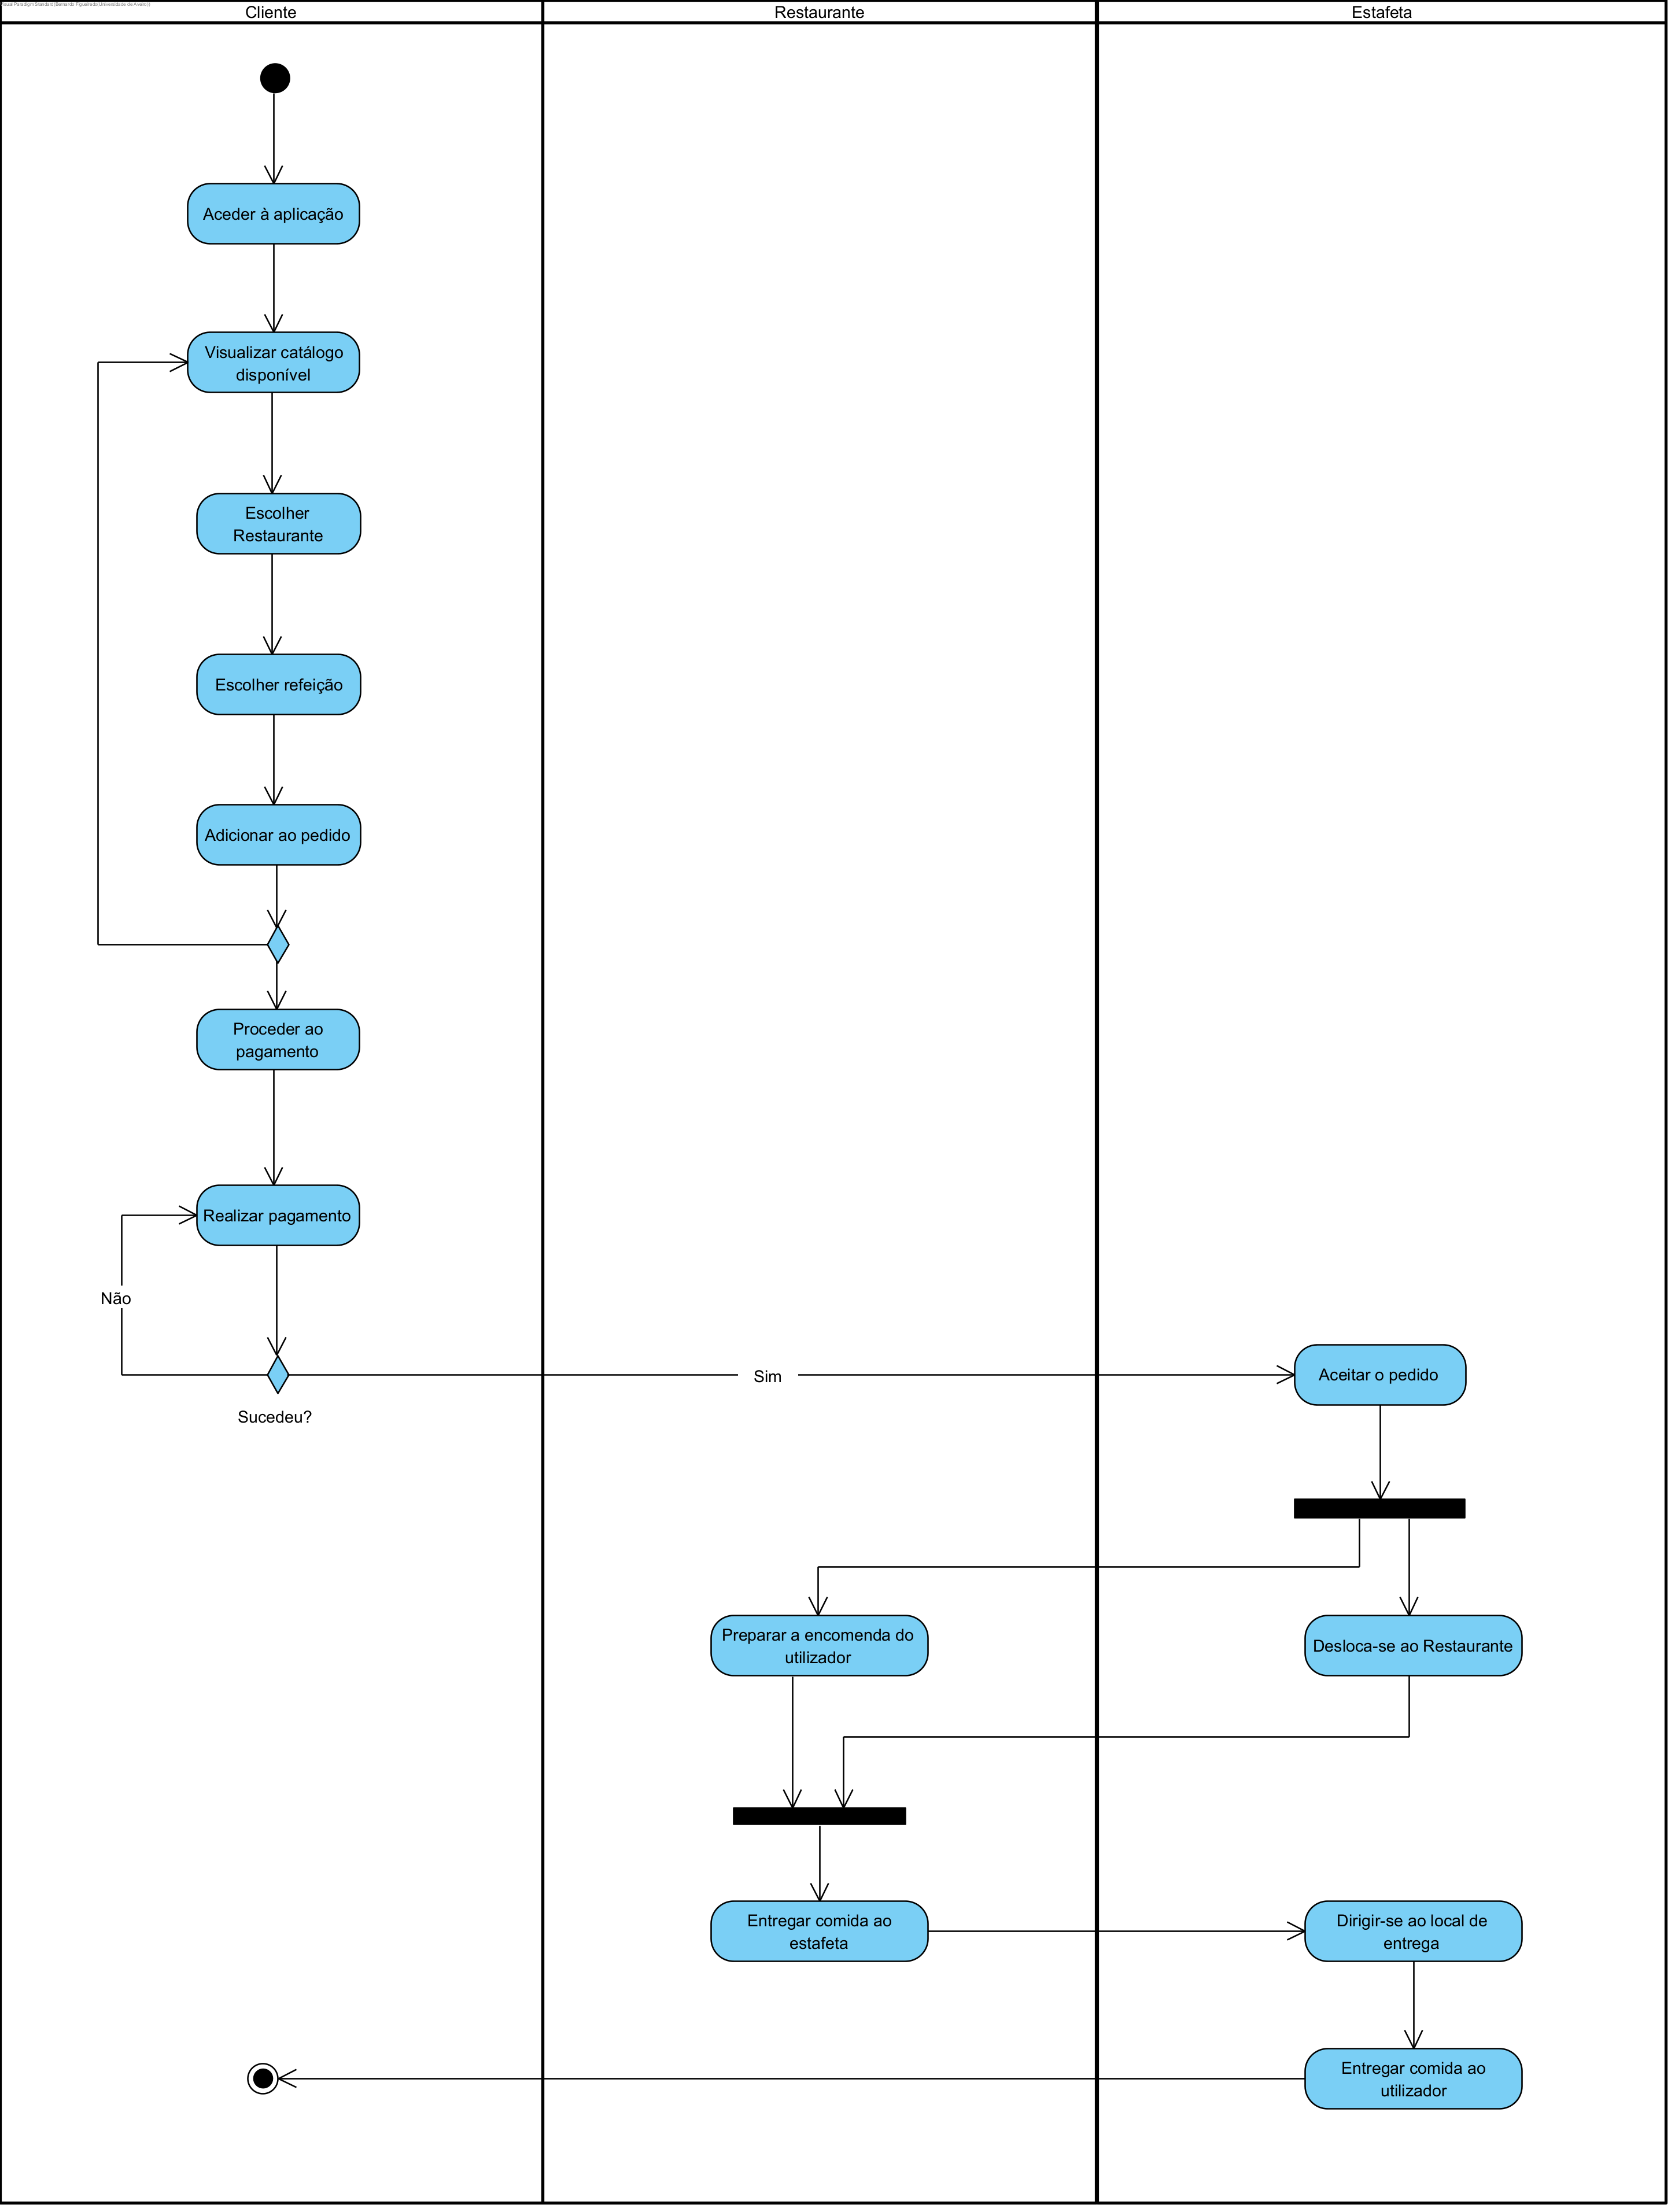 Visual Paradigm Standard(Bernardo Figueiredo(Universidade de Aveiro))
Cliente
Restaurante
Estafeta
Aceder à aplicação
Visualizar catálogo
disponível
Escolher
Restaurante
Escolher refeição
Adicionar ao pedido
Proceder ao
pagamento
Realizar pagamento
Não
Sim
Aceitar o pedido
Sucedeu?
Preparar a encomenda do
utilizador
Desloca-se ao Restaurante
Entregar comida ao
estafeta
Dirigir-se ao local de
entrega
Entregar comida ao
utilizador